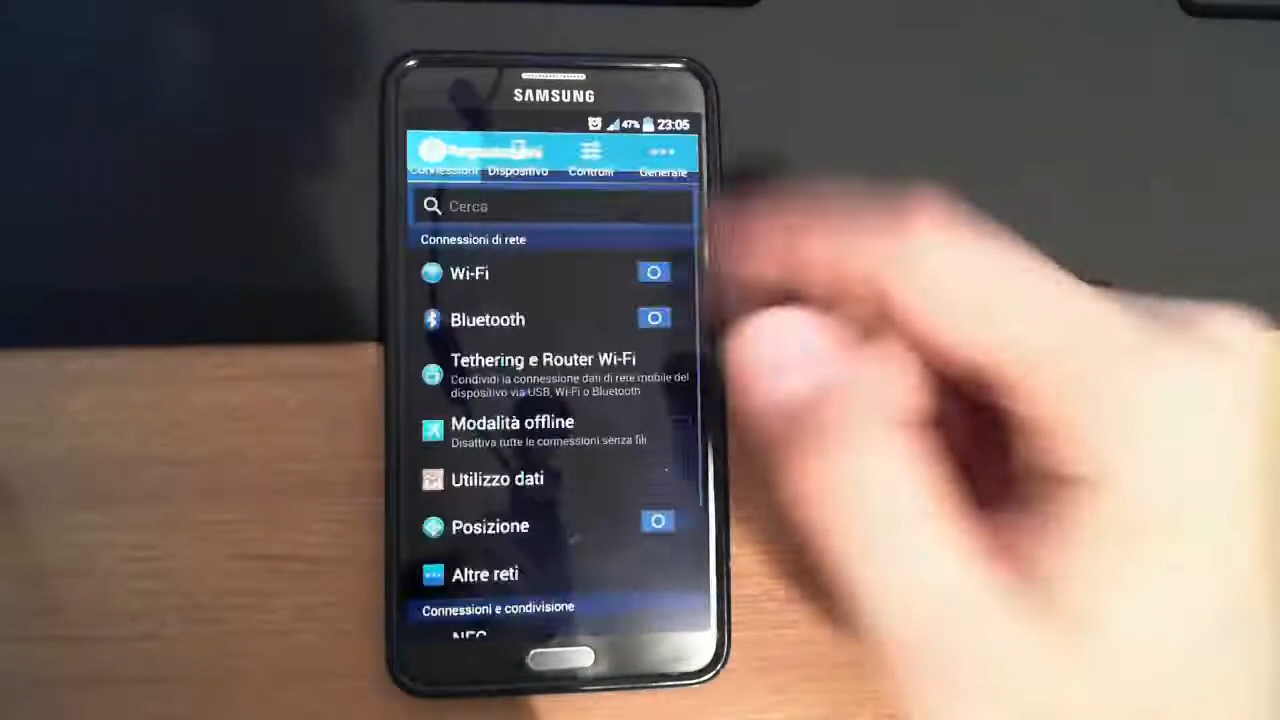 SAMSUNG
47% 23:05
Connessioni Dispositivo Controlli Generale
Cerca
Connessioni di rete
Wi-Fi
Bluetooth
Tethering e Router Wi-Fi
Condividi la connessione dati di rete mobile del
dispositivo via USB, Wi-Fi o Bluetooth
Modalità offline
Disattiva tutte le connessioni senza fili
Utilizzo dati
Posizione
Altre reti
Connessioni e condivisione
NFC